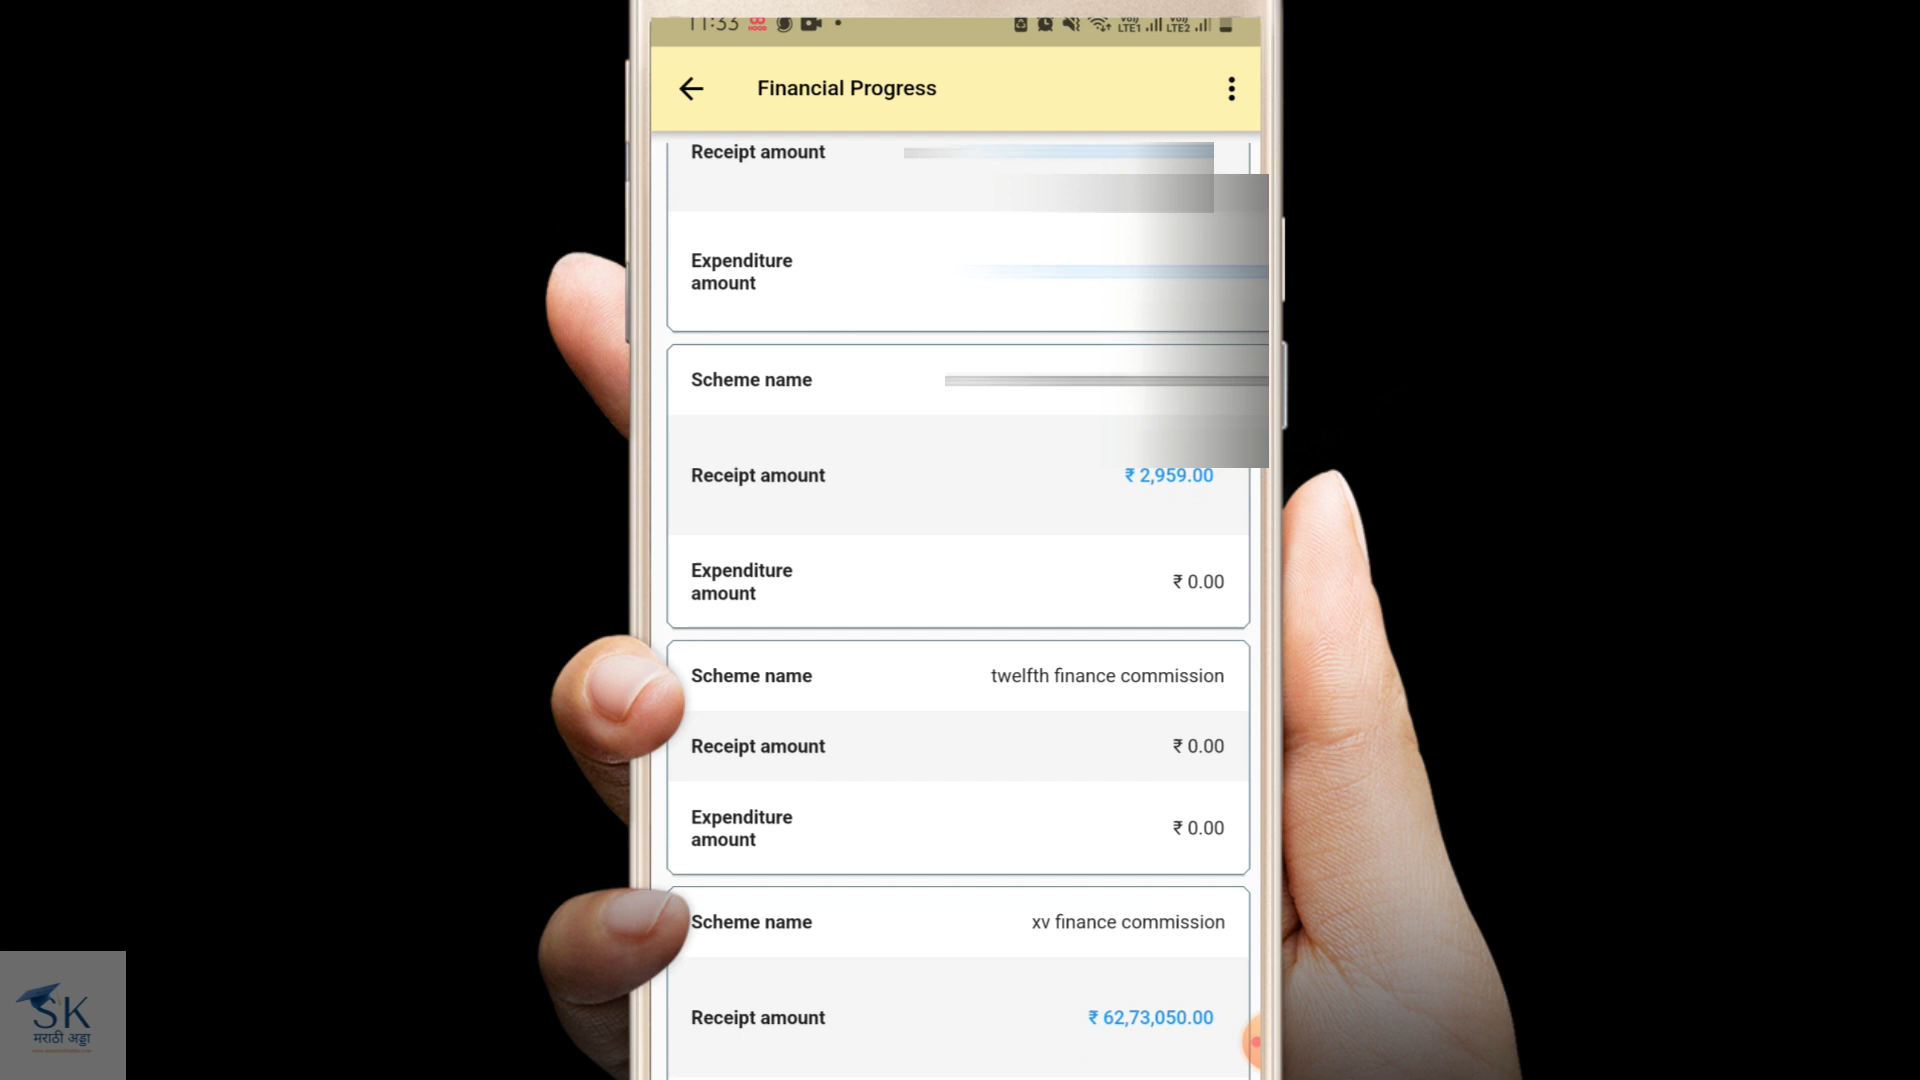 11:33
Financial Progress
Receipt amount
Expenditure
amount
Scheme name
Receipt amount
₹ 2,959.00
Expenditure
amount
₹ 0.00
Scheme name
twelfth finance commission
Receipt amount
₹ 0.00
Expenditure
amount
₹ 0.00
Scheme name
xv finance commission
Receipt amount
₹ 62,73,050.00
SK
मराठी अड्डा